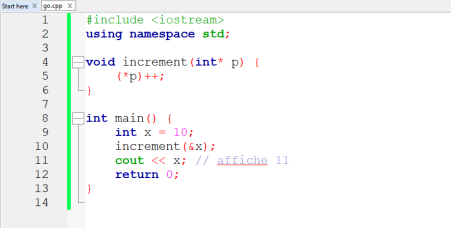 Start here X go.cpp X
1 #include <iostream>
2 using namespace std;
3
4 void increment(int* p) {
5     (*p)++;
6 }
7
8 int main() {
9     int x = 10;
10     increment(&x);
11     cout << x; // affiche 11
12     return 0;
13 }
14